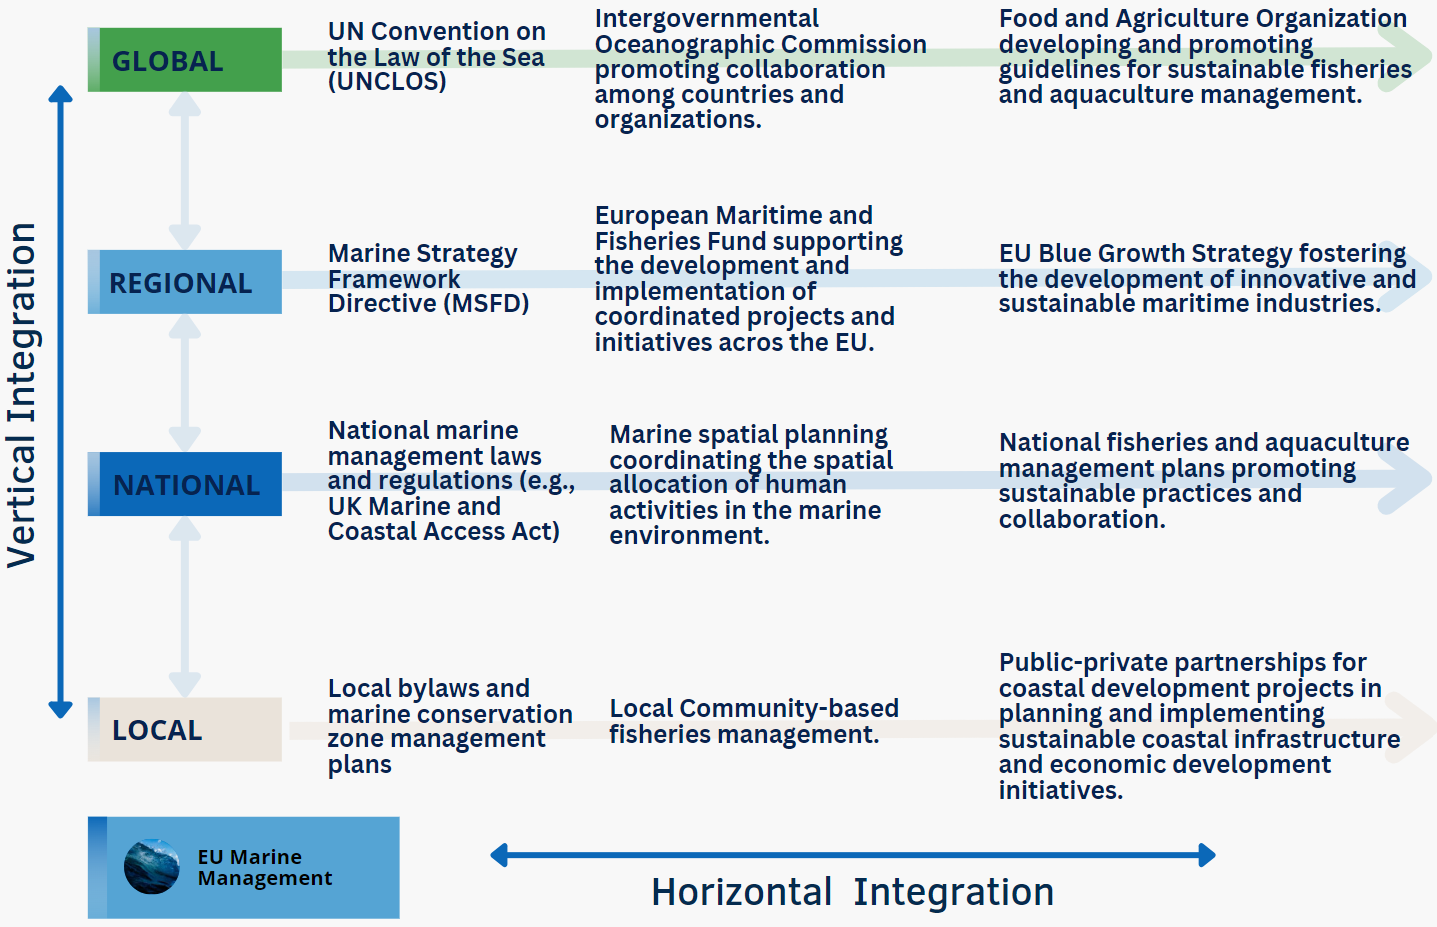 GLOBAL
UN Convention on
the Law of the Sea
(UNCLOS)
Intergovernmental
Oceanographic Commission
promoting collaboration
among countries and
organizations.
Food and Agriculture Organization
developing and promoting
guidelines for sustainable fisheries
and aquaculture management.
Vertical Integration
REGIONAL
Marine Strategy
Framework
Directive (MSFD)
European Maritime and
Fisheries Fund supporting
the development and
implementation of
coordinated projects and
initiatives acros the EU.
EU Blue Growth Strategy fostering
the development of innovative and
sustainable maritime industries.
NATIONAL
National marine
management laws
and regulations (e.g.,
UK Marine and
Coastal Access Act)
Marine spatial planning
coordinating the spatial
allocation of human
activities in the marine
environment.
National fisheries and aquaculture
management plans promoting
sustainable practices and
collaboration.
LOCAL
Local bylaws and
marine conservation
zone management
plans
Local Community-based
fisheries management.
Public-private partnerships for
coastal development projects in
planning and implementing
sustainable coastal infrastructure
and economic development
initiatives.
EU Marine
Management
Horizontal Integration